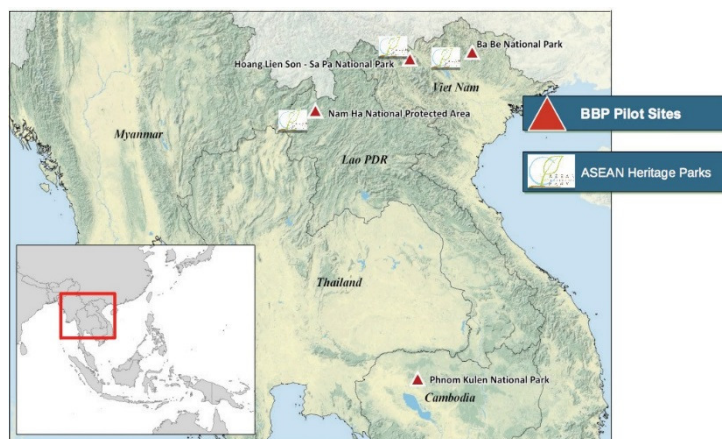 Ba Be National Park
Hoang Lien Son - Sa Pa National Park
Viet Nam
Nam Ha National Protected Area
Myanmar
Lao PDR
Thailand
Phnom Kulen National Park
Cambodia
BBP Pilot Sites
ASEAN Heritage Parks